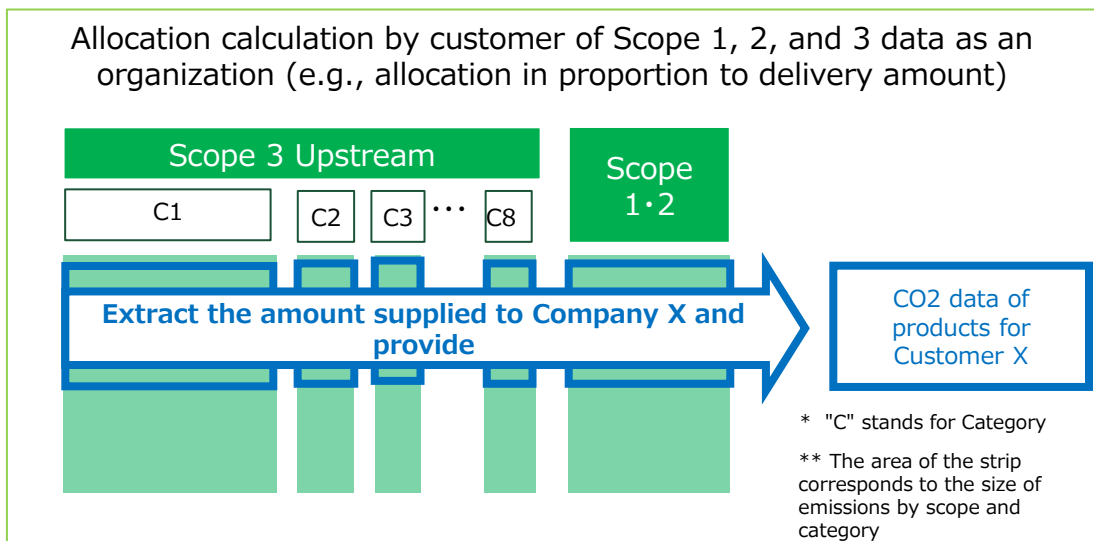 Allocation calculation by customer of Scope 1, 2, and 3 data as an
organization (e.g., allocation in proportion to delivery amount)
Scope 3 Upstream
Scope
1・2
C1
C2
C3
･･･
C8
Extract the amount supplied to Company X and
provide
CO2 data of
products for
Customer X
* "C" stands for Category
** The area of the strip
corresponds to the size of
emissions by scope and
category